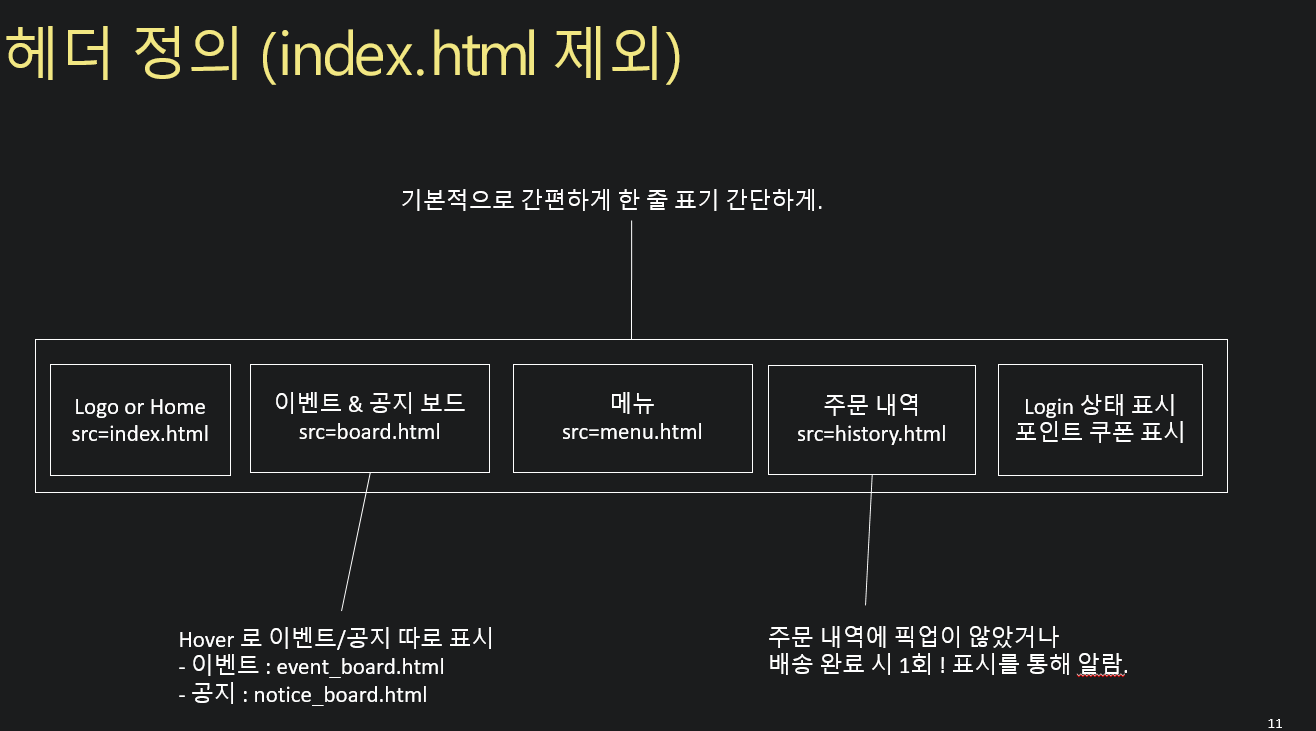 헤더 정의 (index.html 제외)
기본적으로 간편하게 한 줄 표기 간단하게.
Logo or Home
src=index.html
이벤트 & 공지 보드
src=board.html
메뉴
src=menu.html
주문 내역
src=history.html
Login 상태 표시
포인트 쿠폰 표시
Hover 로 이벤트/공지 따로 표시
- 이벤트 : event_board.html
- 공지 : notice_board.html
주문 내역에 픽업이 않았거나
배송 완료 시 1회 ! 표시를 통해 알람.
11